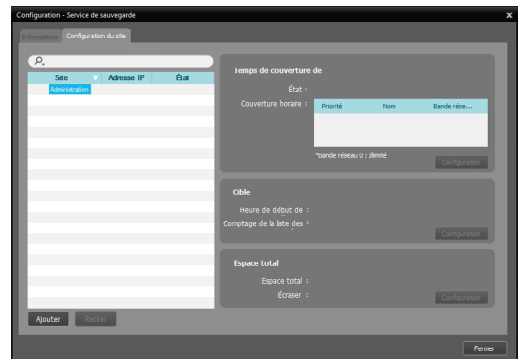 Configuration - Service de sauvegarde
Informations Configuration du site
Site Adresse IP État
Administration
Temps de couverture de
État :
Couverture horaire :
Priorité Nom Bande rése...
*Bande réseau 0 : Illimité
Configuration
Cible
Heure de début de :
Comptage de la liste des :
Configuration
Espace total
Espace total :
Écraser :
Configuration
Ajouter Retirer
Fermer